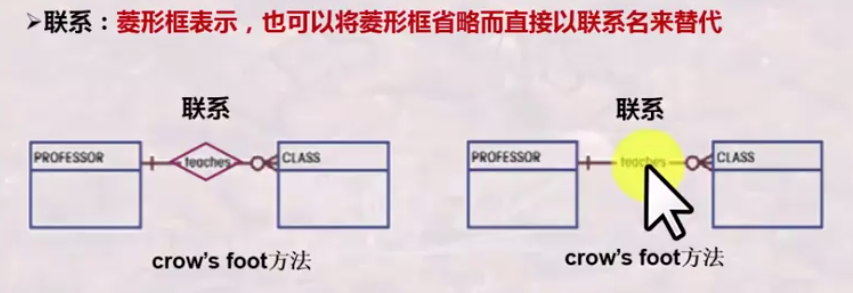 ➢联系：菱形框表示，也可以将菱形框省略而直接以联系名来替代
联系
联系
PROFESSOR
teaches
CLASS
PROFESSOR
teaches
CLASS
crow's foot方法
crow's foot方法